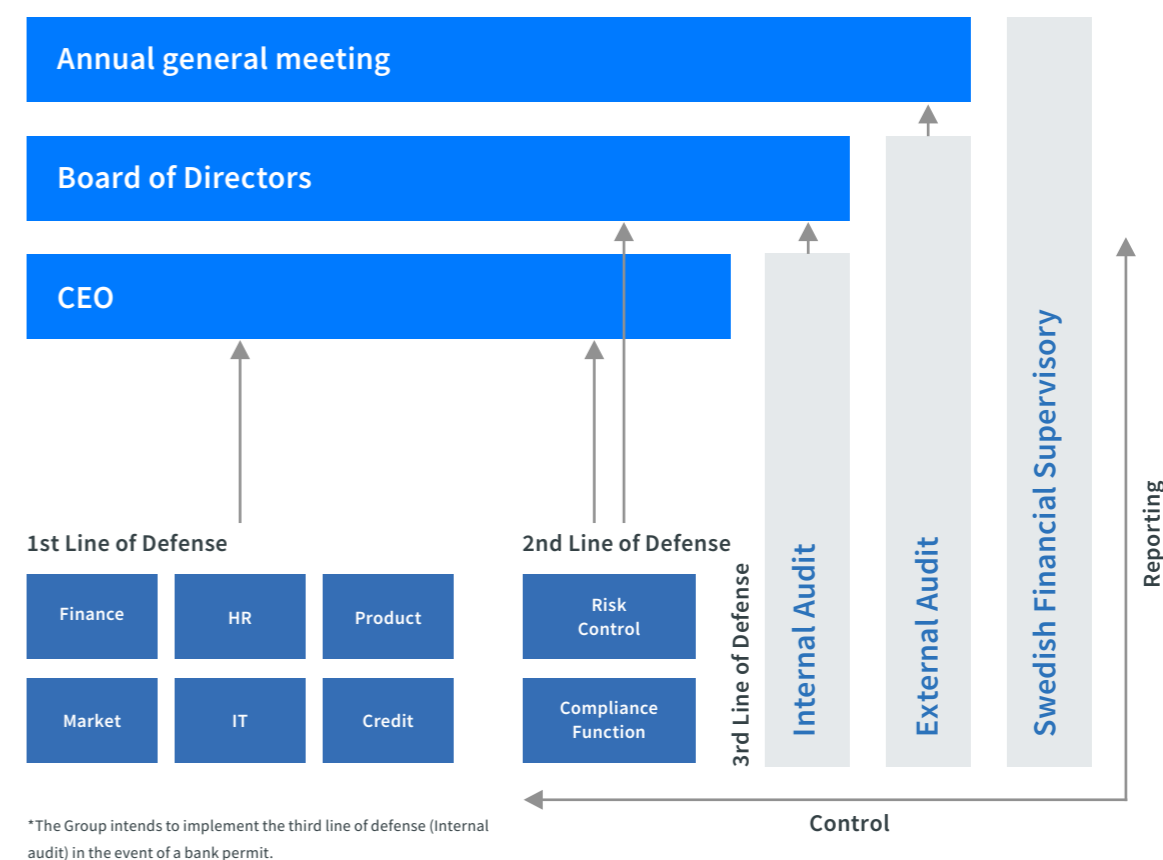 Annual general meeting
Board of Directors
CEO
1st Line of Defense
Finance
HR
Product
Market
IT
Credit
2nd Line of Defense
Risk
Control
Compliance
Function
3rd Line of Defense
Internal Audit
External Audit
Swedish Financial Supervisory
Reporting
Control
*The Group intends to implement the third line of defense (Internal
audit) in the event of a bank permit.